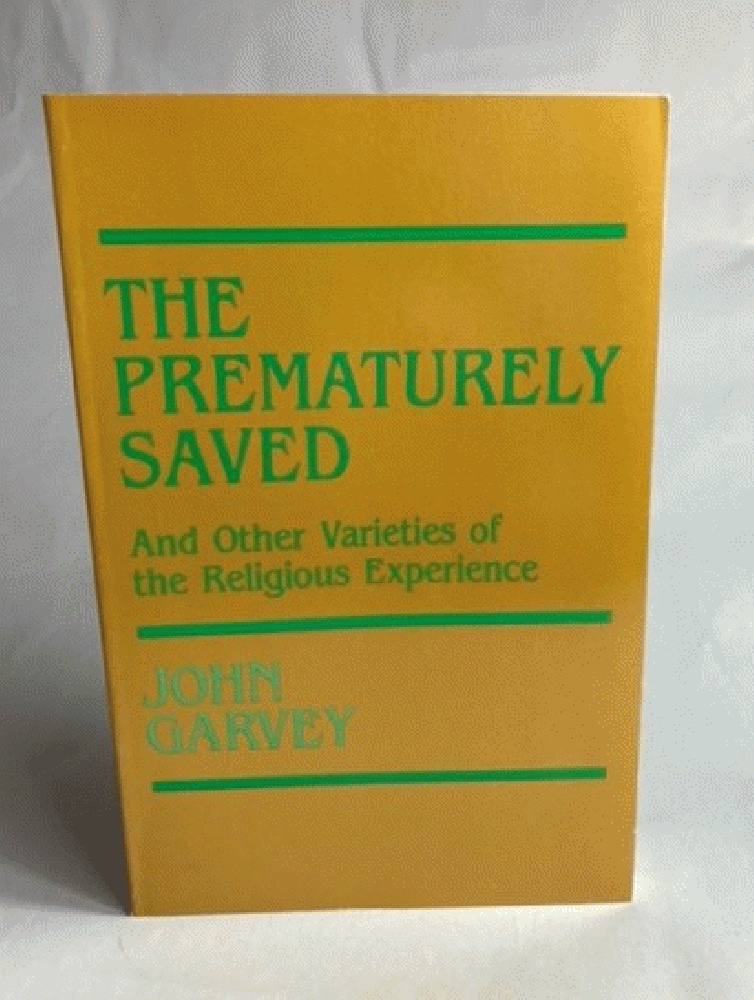 THE
PREMATURELY
SAVED
And Other Varieties of
the Religious Experience
JOHN
GARVEY